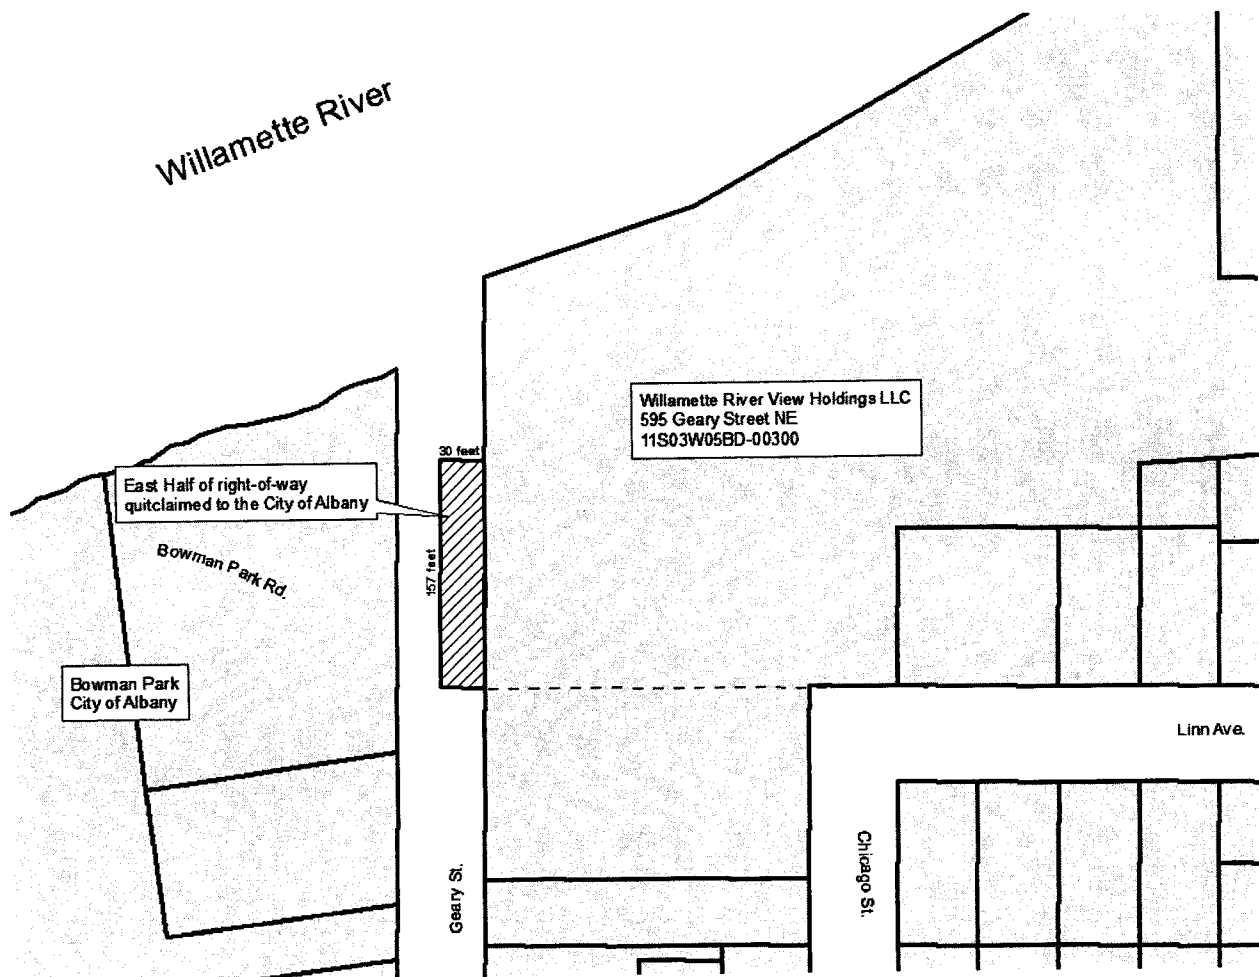 Willamette River
Willamette River View Holdings LLC
595 Geary Street NE
11S03W05BD-00300
30 feet
East Half of right-of-way
quitclaimed to the City of Albany
157 feet
Bowman Park Rd.
Bowman Park
City of Albany
Linn Ave.
Chicago St.
Geary St.